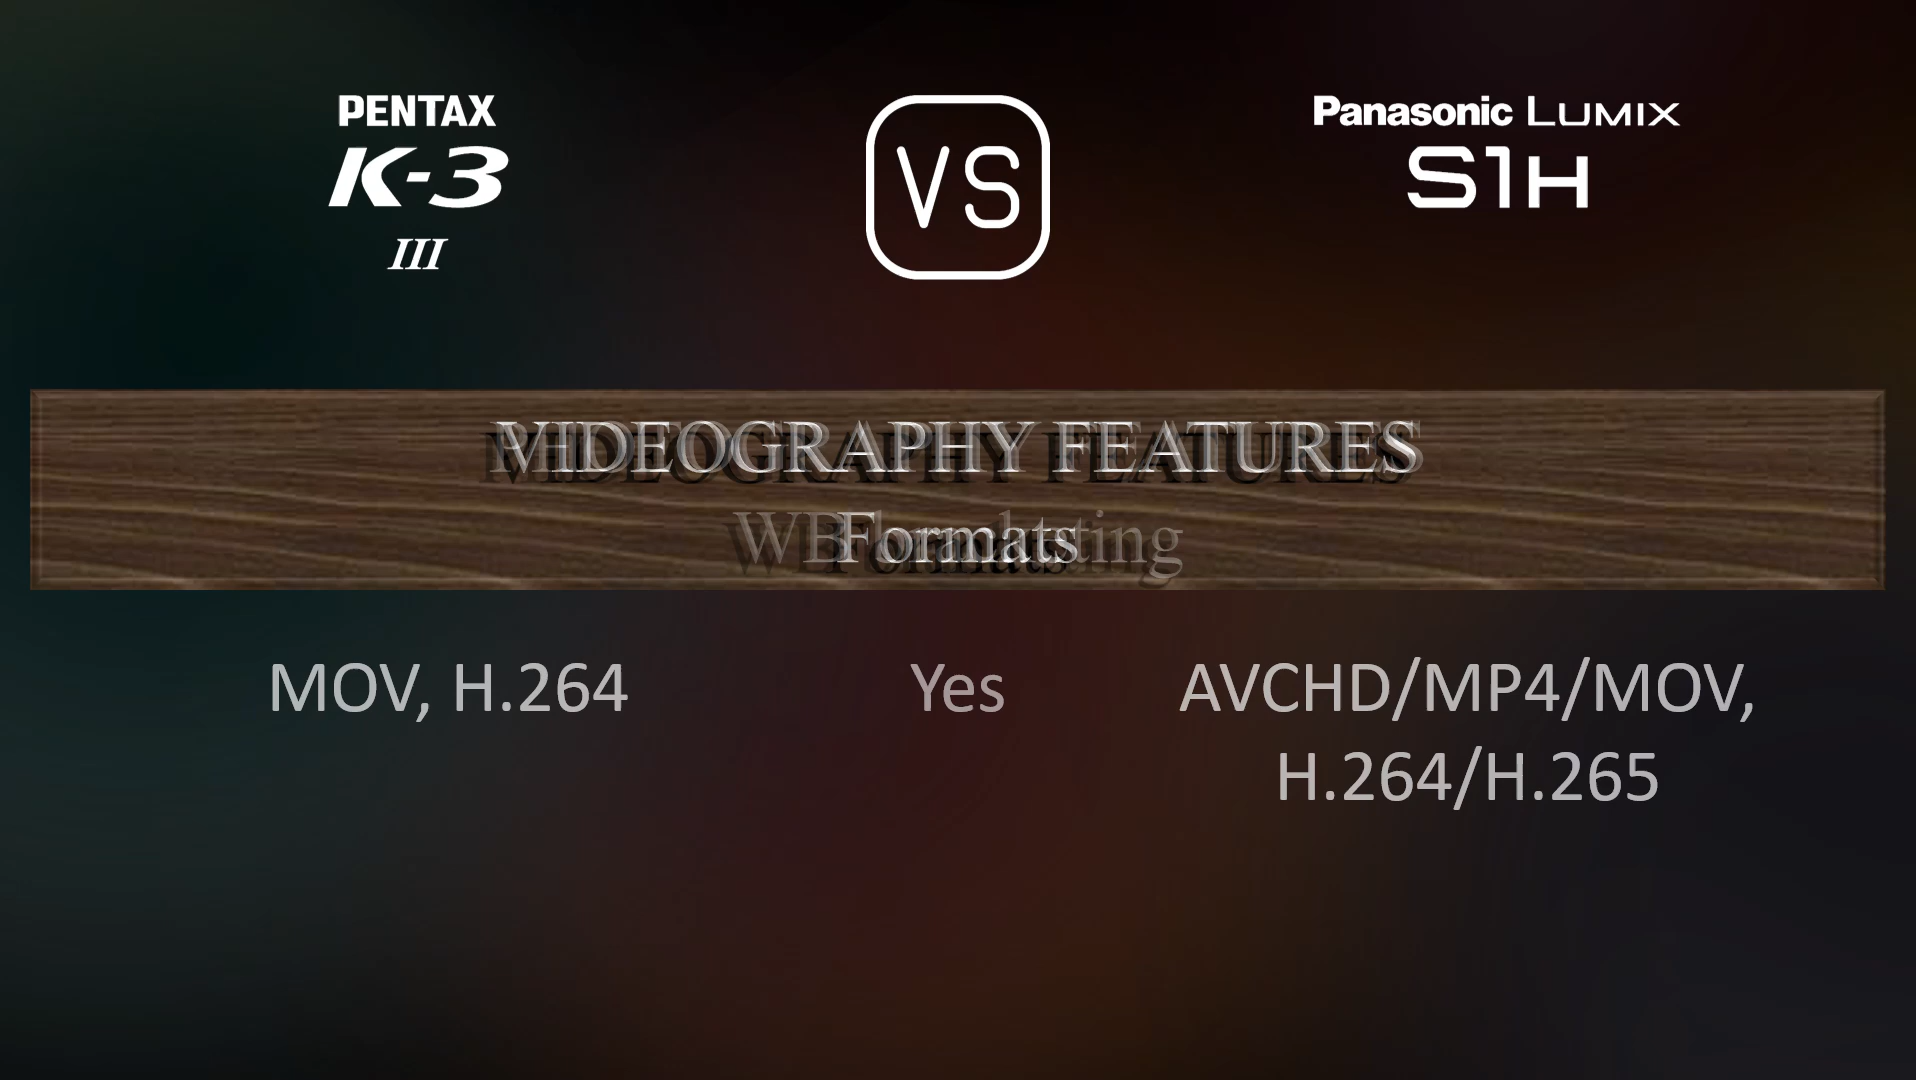 PENTAX
K-3
III
VS
Panasonic LUMIX
S1H
VIDEOGRAPHY FEATURES
Formats
MOV, H.264
Yes
AVCHD/MP4/MOV,
H.264/H.265